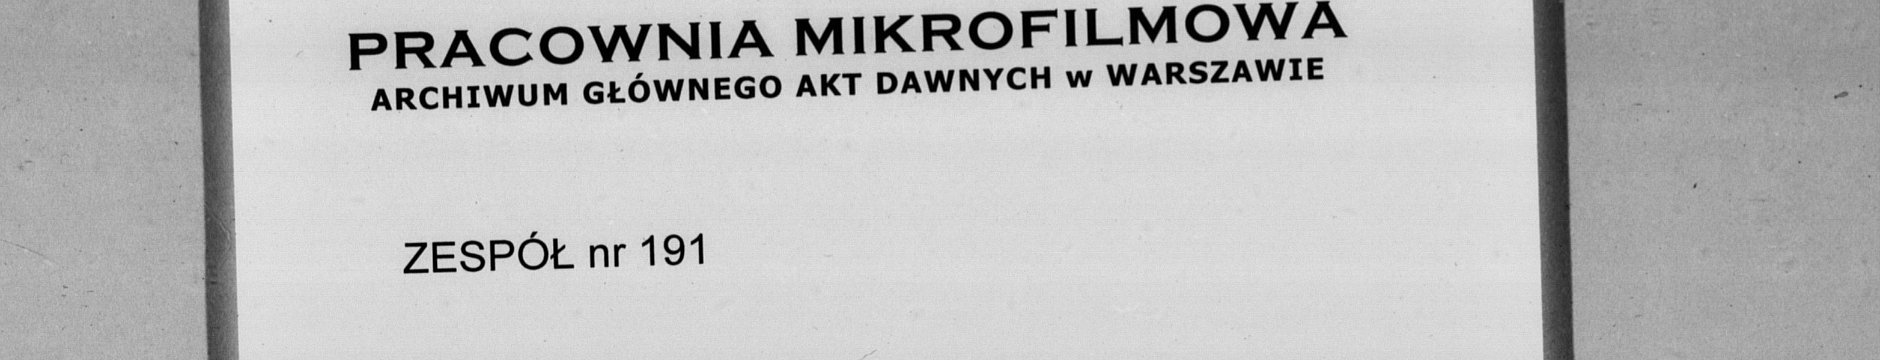 PRACOWNIA MIKROFILMOWA
ARCHIWUM GŁÓWNEGO AKT DAWNYCH w WARSZAWIE
ZESPÓŁ nr 191